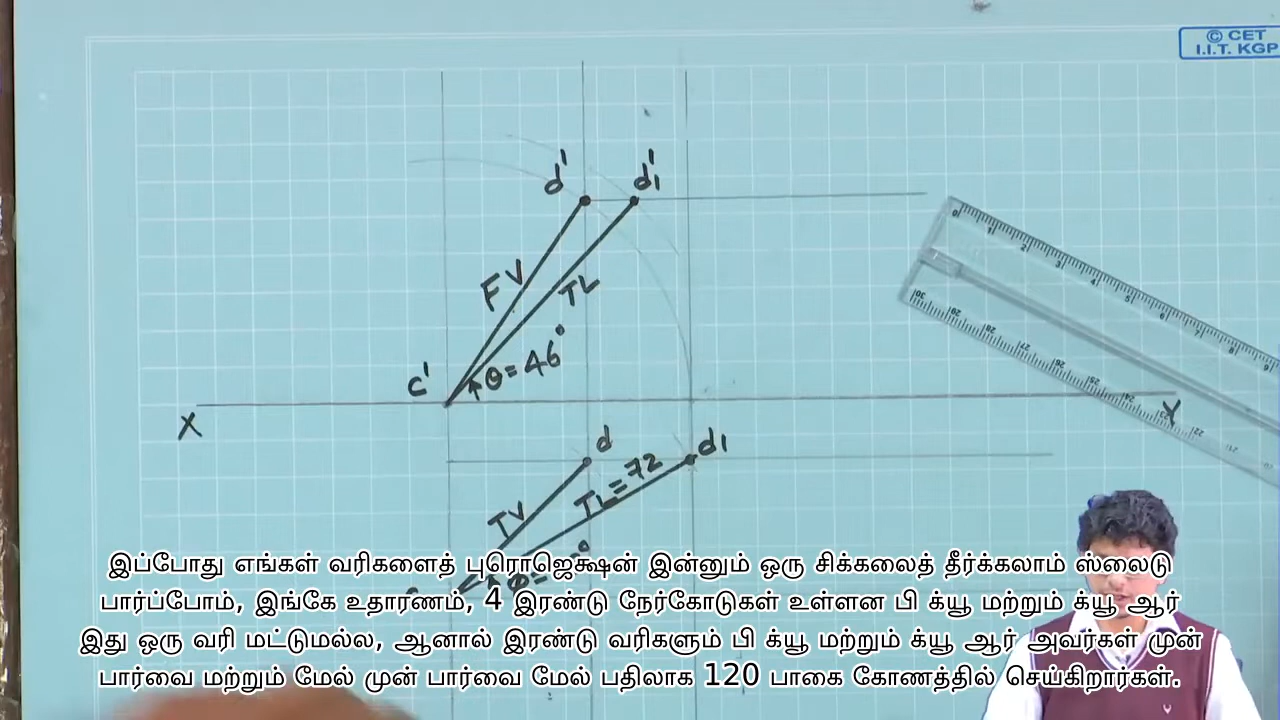 © CET
I.I.T. KGP
d' d'1
FV
TL
c' θ=46°
X Y
d d1
TV TL=72
இப்போது எங்கள் வரிகளைத் புரொஜெக்ஷன் இன்னும் ஒரு சிக்கலைத் தீர்க்கலாம் ஸ்லைடு
பார்ப்போம், இங்கே உதாரணம், 4 இரண்டு நேர்கோடுகள் உள்ளன பி க்யூ மற்றும் க்யூ ஆர்
இது ஒரு வரி மட்டுமல்ல, ஆனால் இரண்டு வரிகளும் பி க்யூ மற்றும் க்யூ ஆர் அவர்கள் முன்
பார்வை மற்றும் மேல் முன் பார்வை மேல் பதிலாக 120 பாகை கோணத்தில் செய்கிறார்கள்.